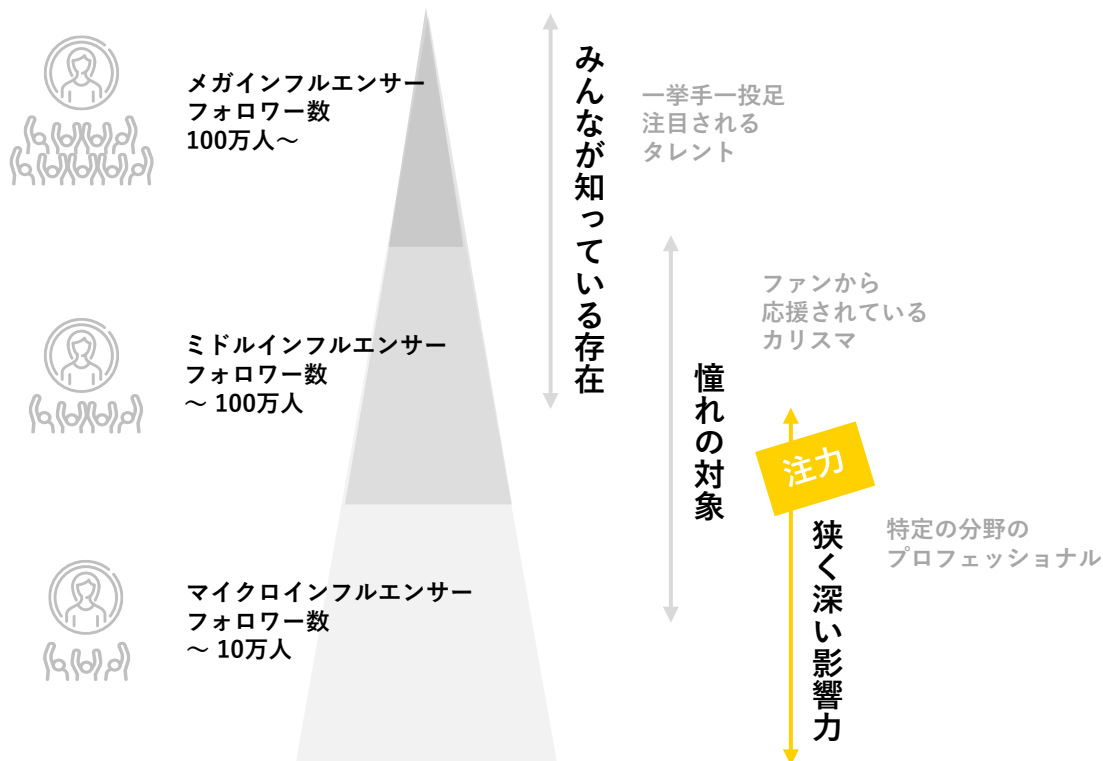 メガインフルエンサー
フォロワー数
100万人～
みんなが知っている存在
一挙手一投足
注目される
タレント
ミドルインフルエンサー
フォロワー数
～ 100万人
憧れの対象
ファンから
応援されている
カリスマ
マイクロインフルエンサー
フォロワー数
～ 10万人
注力
狭く深い影響力
特定の分野の
プロフェッショナル